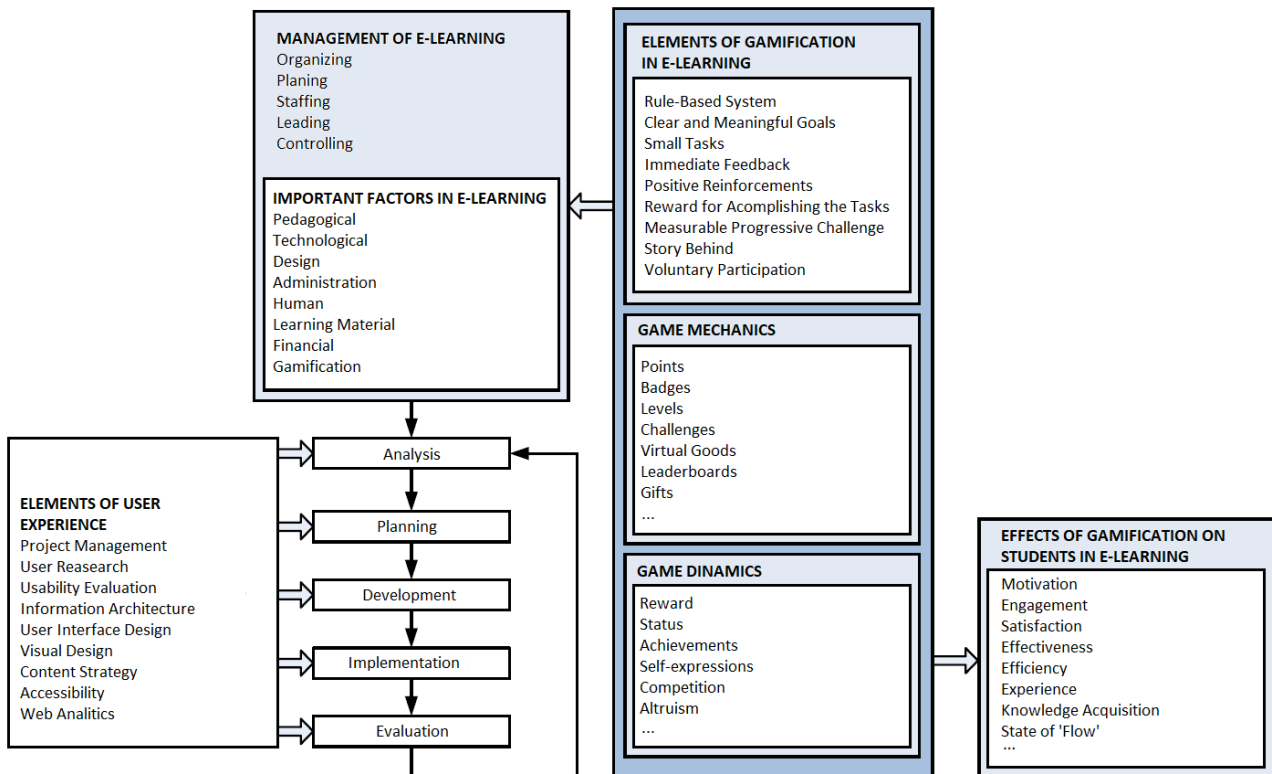 MANAGEMENT OF E-LEARNING
Organizing
Planing
Staffing
Leading
Controlling
IMPORTANT FACTORS IN E-LEARNING
Pedagogical
Technological
Design
Administration
Human
Learning Material
Financial
Gamification
ELEMENTS OF GAMIFICATION
IN E-LEARNING
Rule-Based System
Clear and Meaningful Goals
Small Tasks
Immediate Feedback
Positive Reinforcements
Reward for Acomplishing the Tasks
Measurable Progressive Challenge
Story Behind
Voluntary Participation
GAME MECHANICS
Points
Badges
Levels
Challenges
Virtual Goods
Leaderboards
Gifts
...
GAME DINAMICS
Reward
Status
Achievements
Self-expressions
Competition
Altruism
...
ELEMENTS OF USER
EXPERIENCE
Project Management
User Reasearch
Usability Evaluation
Information Architecture
User Interface Design
Visual Design
Content Strategy
Accessibility
Web Analitics
Analysis
Planning
Development
Implementation
Evaluation
EFFECTS OF GAMIFICATION ON
STUDENTS IN E-LEARNING
Motivation
Engagement
Satisfaction
Effectiveness
Efficiency
Experience
Knowledge Acquisition
State of 'Flow'
...